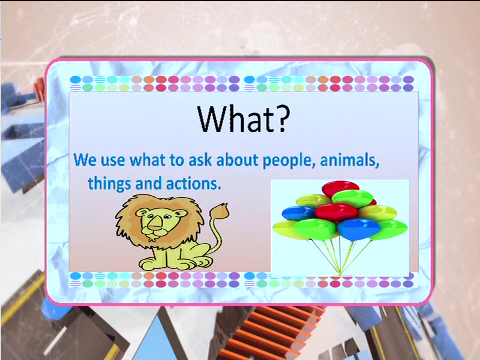 What?
We use what to ask about people, animals,
things and actions.